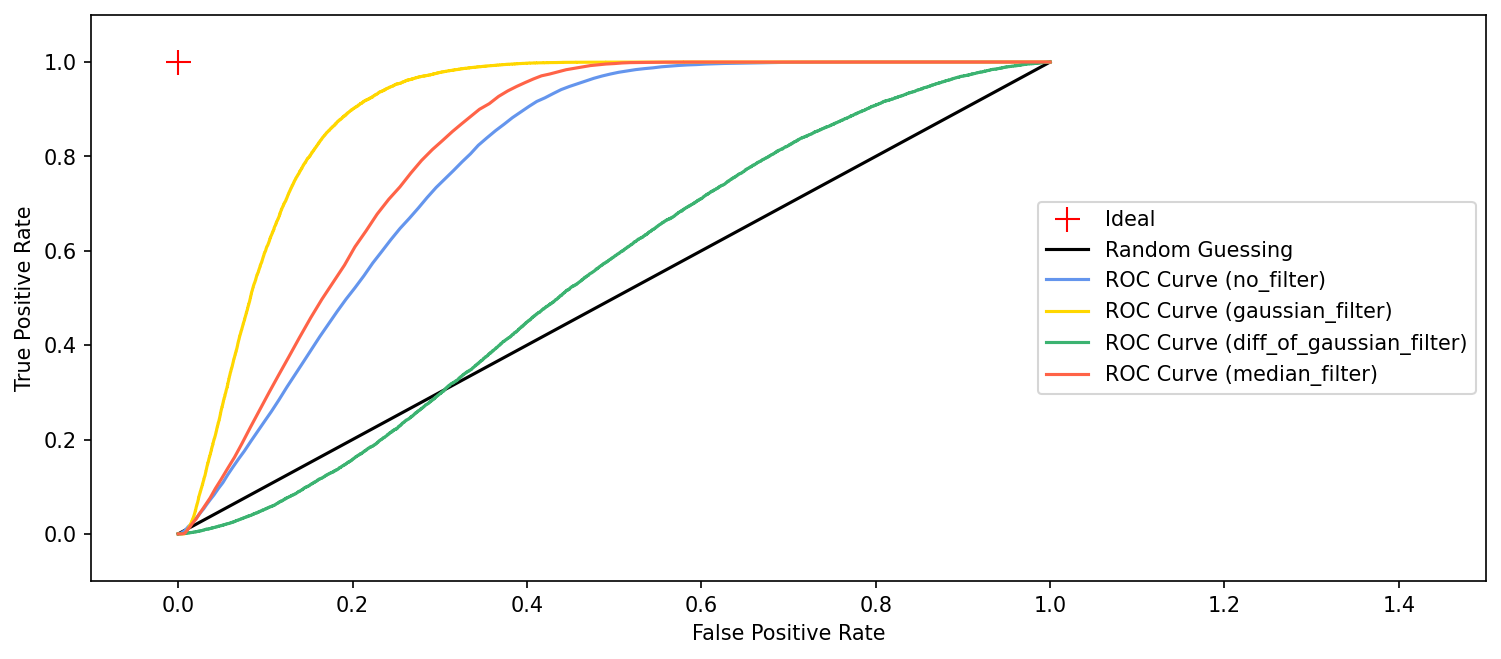 1.0
0.8
0.6
0.4
0.2
0.0
True Positive Rate
Ideal
Random Guessing
ROC Curve (no_filter)
ROC Curve (gaussian_filter)
ROC Curve (diff_of_gaussian_filter)
ROC Curve (median_filter)
0.0 0.2 0.4 0.6 0.8 1.0 1.2 1.4
False Positive Rate